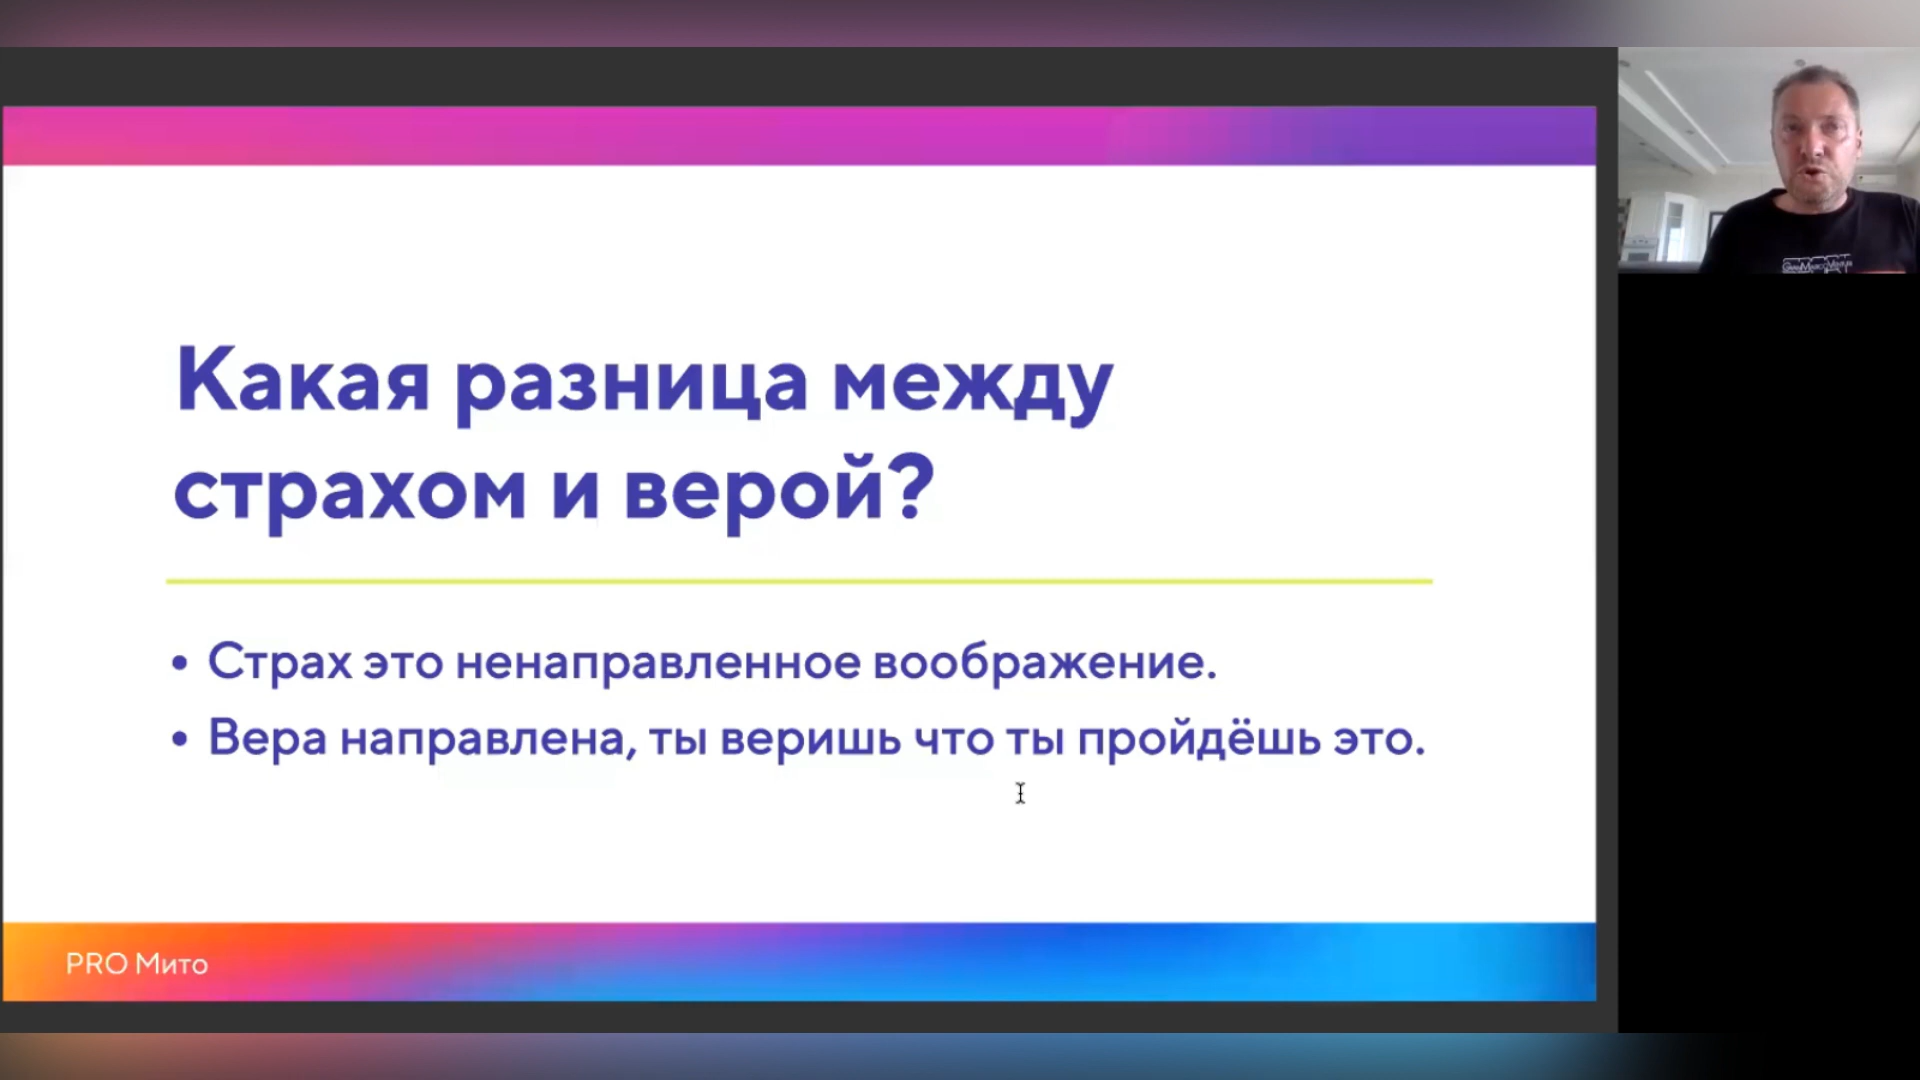 Какая разница между
страхом и верой?
• Страх это ненаправленное воображение.
• Вера направлена, ты веришь что ты пройдёшь это.
PRO Мито